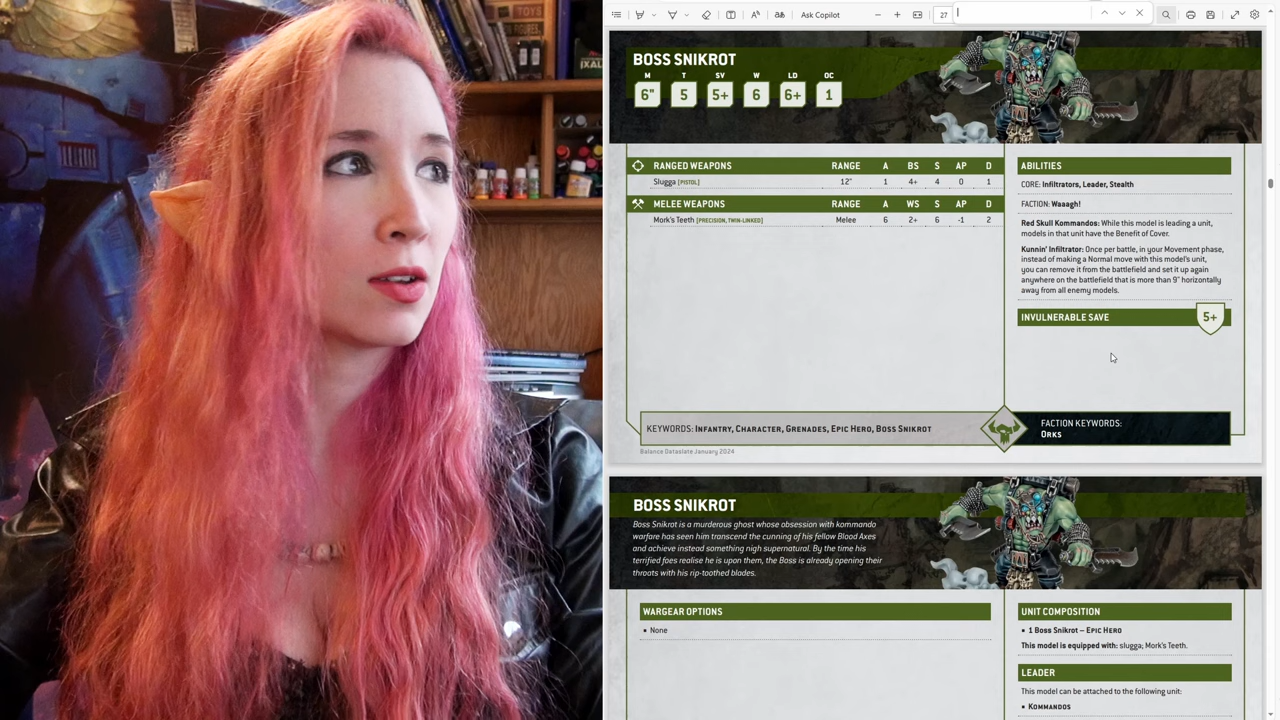 TOYS
Ask Copilot
27
BOSS SNIKROT
M T SV W LD OC
6" 5 5+ 6 6+ 1
RANGED WEAPONS RANGE A BS S AP D
Slugga [PISTOL] 12" 1 4+ 4 0 1
MELEE WEAPONS RANGE A WS S AP D
Mork's Teeth [PRECISION, TWIN-LINKED] Melee 6 2+ 6 -1 2
ABILITIES
CORE: Infiltrators, Leader, Stealth
FACTION: Waaagh!
Red Skull Kommandos: While this model is leading a unit,
models in that unit have the Benefit of Cover.
Kunnin' Infiltrator: Once per battle, in your Movement phase,
instead of making a Normal move with this model's unit,
you can remove it from the battlefield and set it up again
anywhere on the battlefield that is more than 9" horizontally
away from all enemy models.
INVULNERABLE SAVE 5+
KEYWORDS: INFANTRY, CHARACTER, GRENADES, EPIC HERO, BOSS SNIKROT
FACTION KEYWORDS:
ORKS
Balance Dataslate January 2024
BOSS SNIKROT
Boss Snikrot is a murderous ghost whose obsession with kommando
warfare has seen him transcend the cunning of his fellow Blood Axes
and achieve instead something nigh supernatural. By the time his
terrified foes realise he is upon them, the Boss is already opening their
throats with his rip-toothed blades.
WARGEAR OPTIONS
▪ None
UNIT COMPOSITION
▪ 1 Boss Snikrot – EPIC HERO
This model is equipped with: slugga; Mork's Teeth.
LEADER
This model can be attached to the following unit:
▪ KOMMANDOS